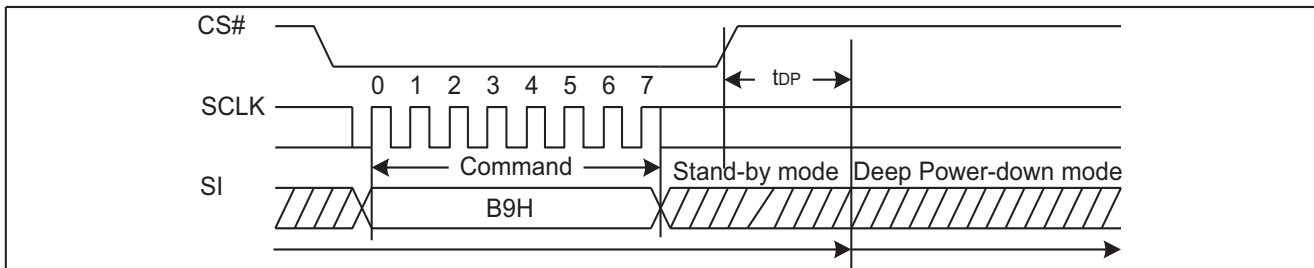 CS#
tDP
0 1 2 3 4 5 6 7
SCLK
Command
Stand-by mode Deep Power-down mode
SI
B9H